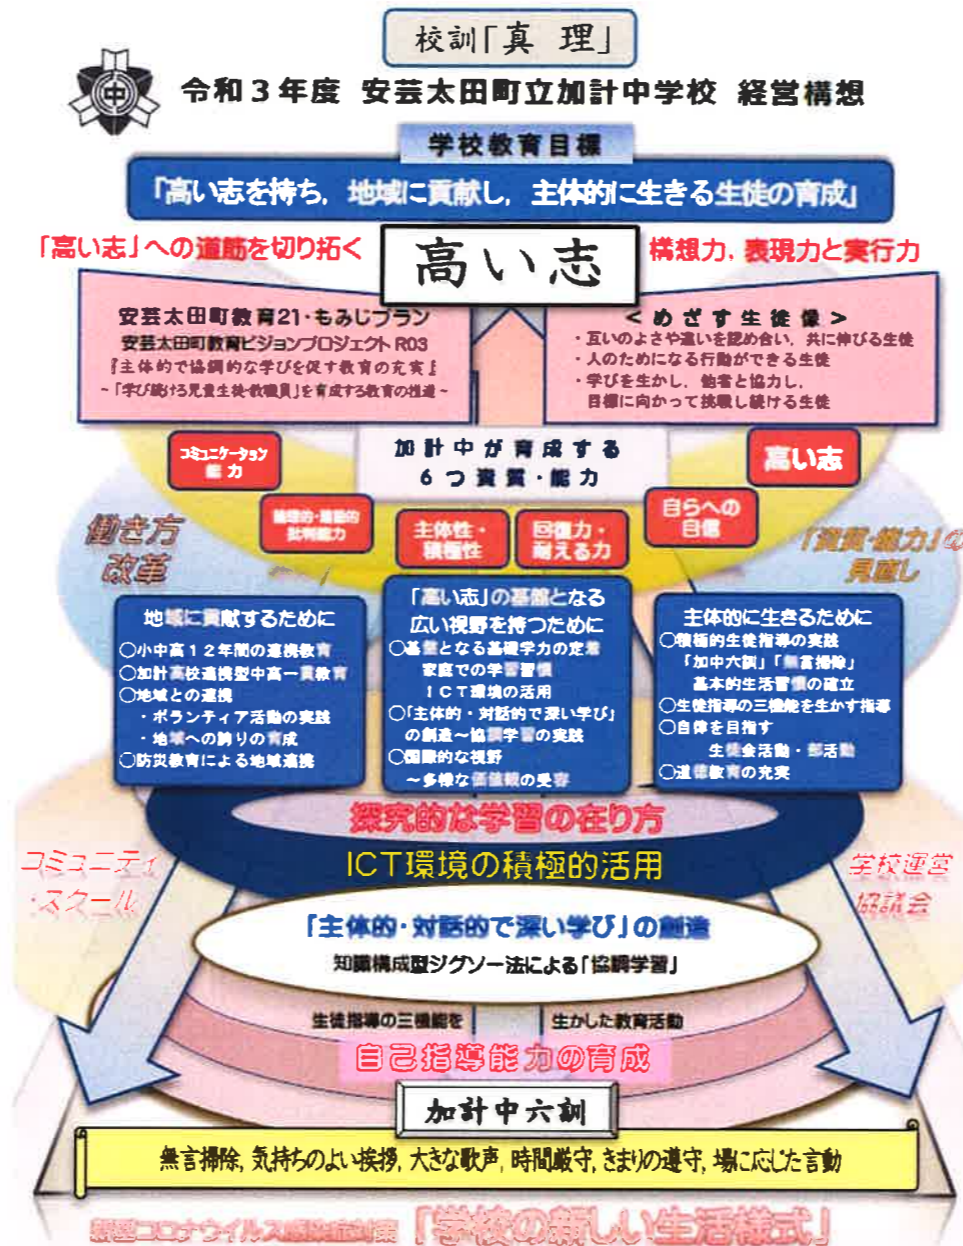 校訓「真 理」
中
令和3年度 安芸太田町立加計中学校 経営構想
学校教育目標
「高い志を持ち，地域に貢献し，主体的に生きる生徒の育成」
「高い志」への道筋を切り拓く
高い志
構想力，表現力と実行力
安芸太田町教育21・もみじプラン
安芸太田町教育ビジョンプロジェクト R03
『主体的で協調的な学びを促す教育の充実』
～「学び続ける児童生徒・教職員」を育成する教育の推進～
＜めざす生徒像＞
・互いのよさや違いを認め合い，共に伸びる生徒
・人のためになる行動ができる生徒
・学びを生かし，他者と協力し，
目標に向かって挑戦し続ける生徒
加計中が育成する
6つ資質・能力
コミュニケーション
能力
批判能力
主体性・
積極性
回復力・
耐える力
自らへの
自信
高い志
働き方
改革
「資質・能力」の
見直し
地域に貢献するために
○小中高12年間の連携教育
○加計高校連携型中高一貫教育
○地域との連携
・ボランティア活動の実践
・地域への誇りの育成
○防災教育による地域連携
「高い志」の基盤となる
広い視野を持つために
○基盤となる基礎学力の定着
家庭での学習習慣
ICT環境の活用
○「主体的・対話的で深い学び」
の創造～協調学習の実践
○国際的な視野
～多様な価値観の受容
主体的に生きるために
○積極的生徒指導の実践
「加中六訓」「無言掃除」
基本的生活習慣の確立
○生徒指導の三機能を生かす指導
○自律を目指す
生徒会活動・部活動
○道徳教育の充実
探究的な学習の在り方
ICT環境の積極的活用
コミュニティ
・スクール
学校運営
協議会
「主体的・対話的で深い学び」の創造
知識構成型ジグソー法による「協調学習」
生徒指導の三機能を
生かした教育活動
自己指導能力の育成
加計中六訓
無言掃除，気持ちのよい挨拶，大きな歌声，時間厳守，きまりの遵守，場に応じた言動
新型コロナウイルス感染症対策 「学校の新しい生活様式」